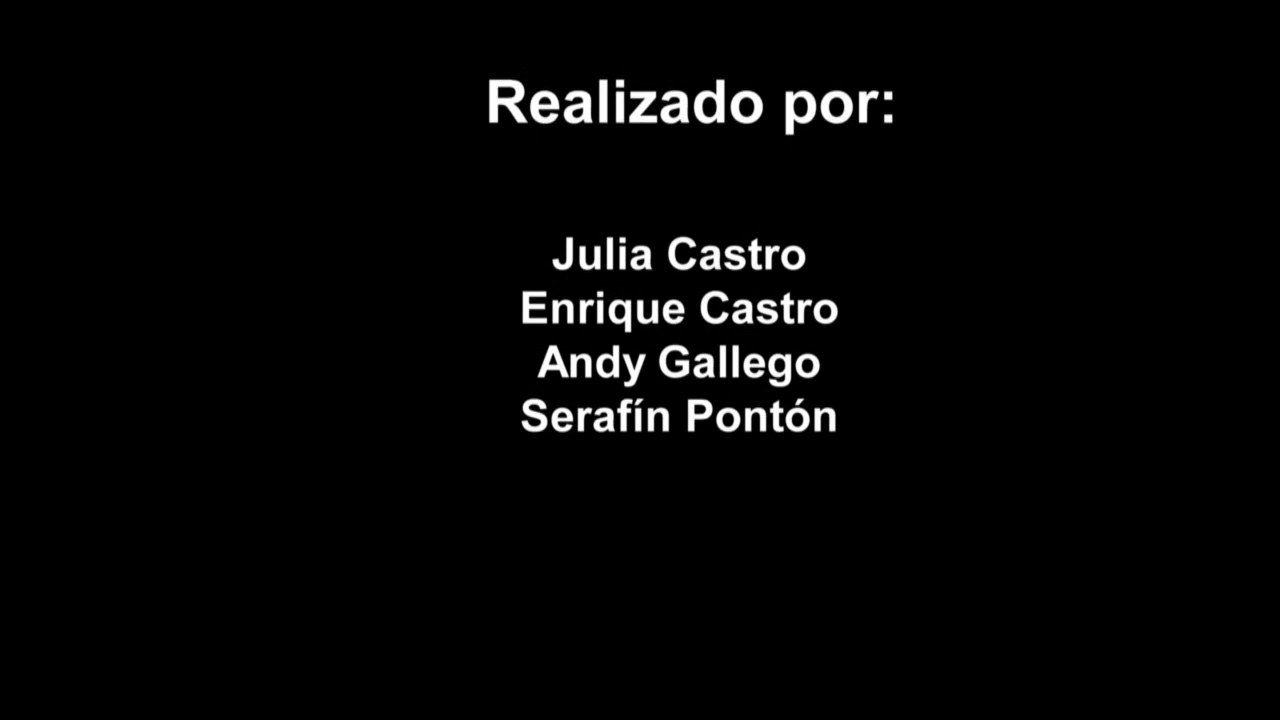 Realizado por:
Julia Castro
Enrique Castro
Andy Gallego
Serafín Pontón